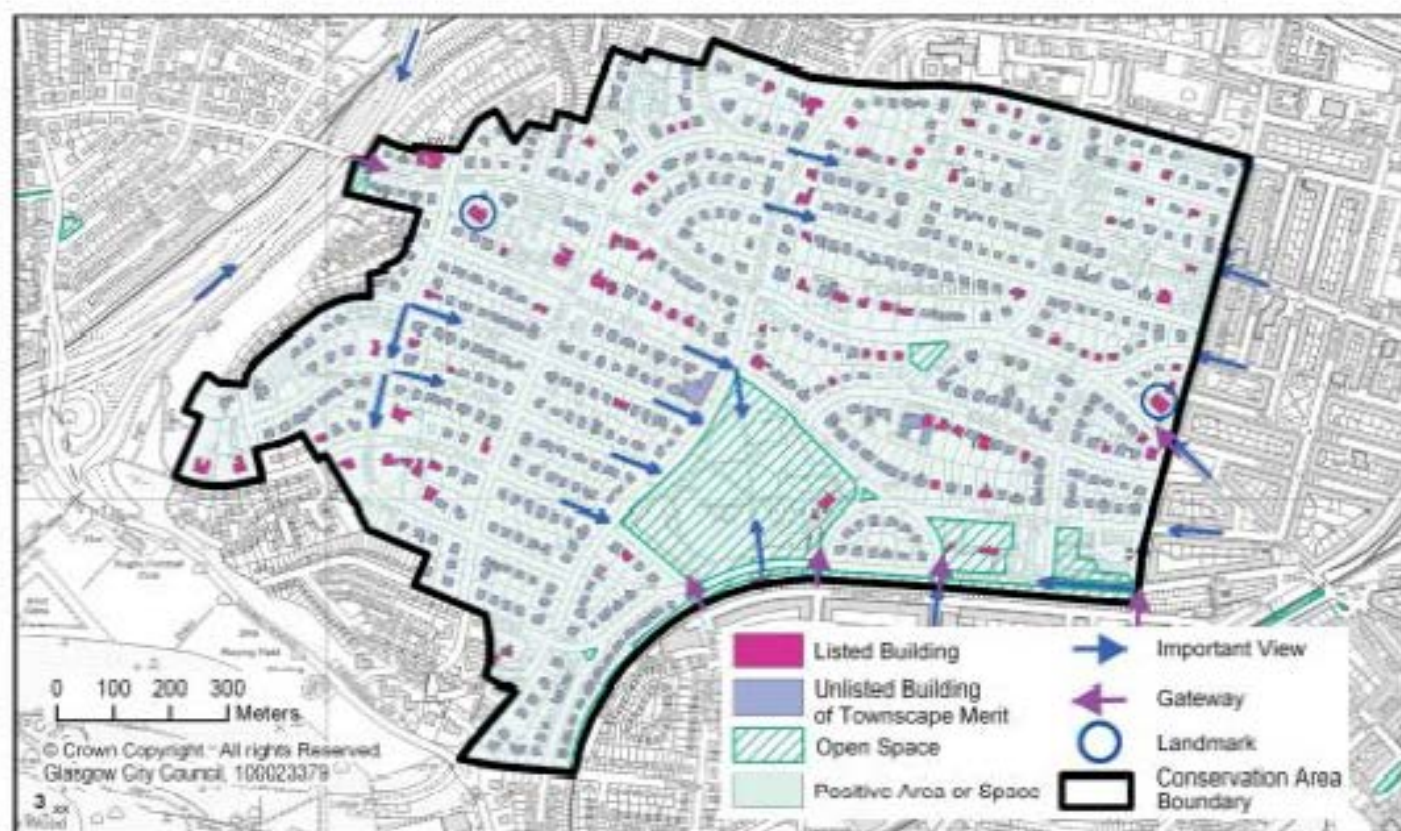 0 100 200 300
Meters
© Crown Copyright. All rights Reserved.
Glasgow City Council, 100023379
Listed Building
Unlisted Building
of Townscape Merit
Open Space
Positive Area or Space
Important View
Gateway
Landmark
Conservation Area
Boundary